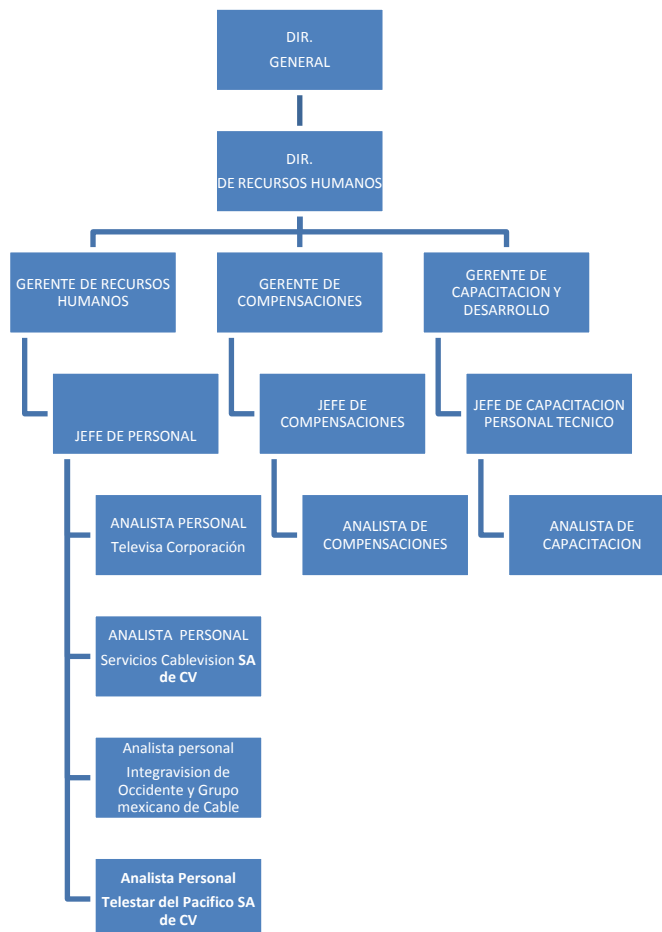 DIR.
GENERAL
DIR.
DE RECURSOS HUMANOS
GERENTE DE RECURSOS
HUMANOS
GERENTE DE
COMPENSACIONES
GERENTE DE
CAPACITACION Y
DESARROLLO
JEFE DE PERSONAL
JEFE DE
COMPENSACIONES
JEFE DE CAPACITACION
PERSONAL TECNICO
ANALISTA PERSONAL
Televisa Corporación
ANALISTA DE
COMPENSACIONES
ANALISTA DE
CAPACITACION
ANALISTA PERSONAL
Servicios Cablevision SA
de CV
Analista personal
Integravision de
Occidente y Grupo
mexicano de Cable
Analista Personal
Telestar del Pacifico SA
de CV